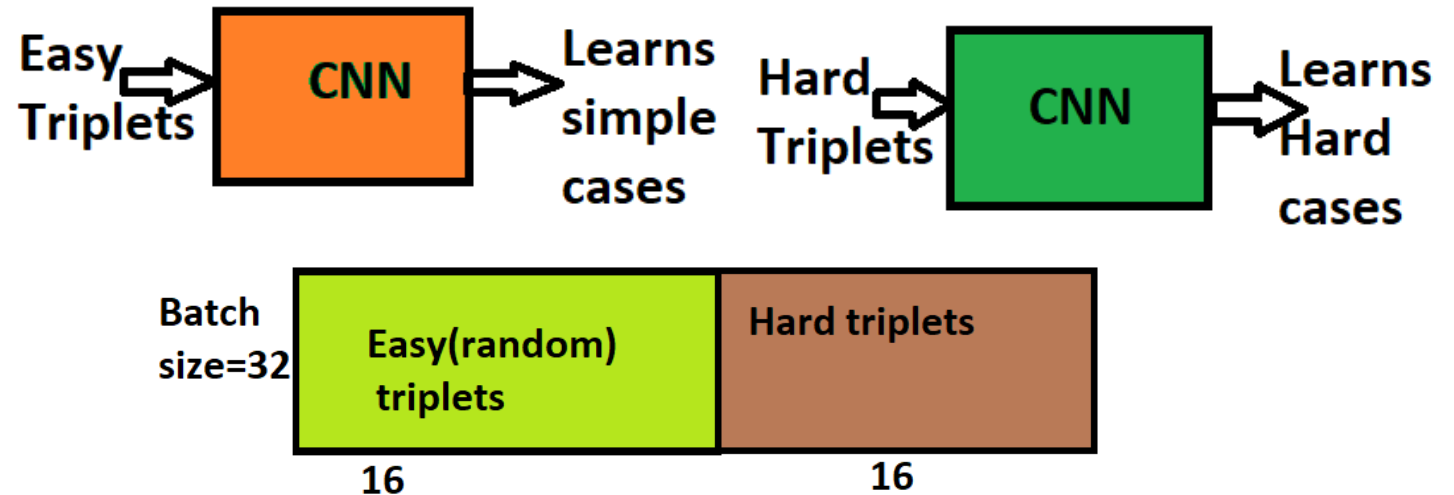 Easy
Triplets
CNN
Learns
simple
cases
Hard
Triplets
CNN
Learns
Hard
cases
Batch
size=32
Easy(random)
triplets
Hard triplets
16
16